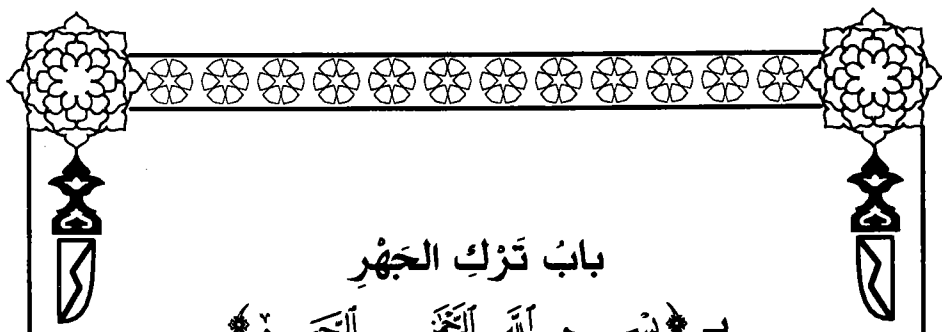 بابُ تَرْكِ الجَهْرِ
بـ ﴿بِسْمِ ٱللَّهِ ٱلرَّحْمَٰنِ ٱلرَّحِيمِ﴾